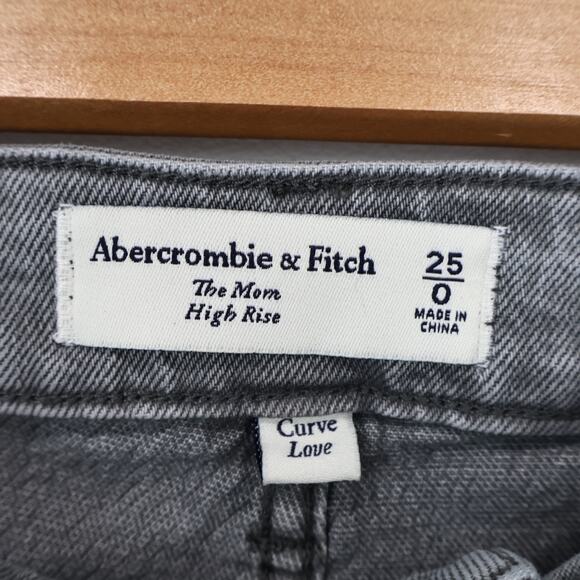 Abercrombie & Fitch
The Mom
High Rise
25
0
MADE IN
CHINA
Curve
Love